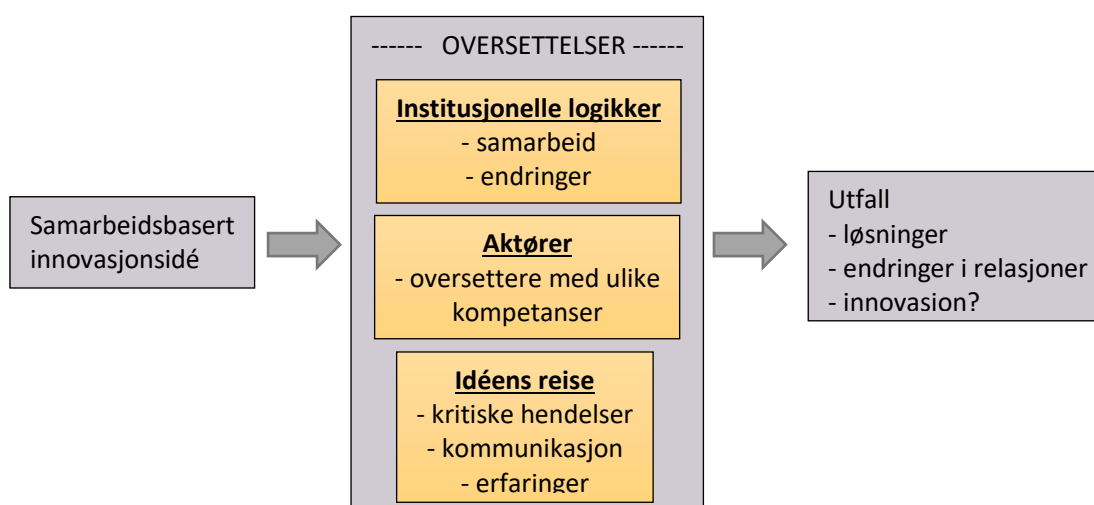 ------ OVERSETTELSER ------
Institusjonelle logikker
- samarbeid
- endringer
Samarbeidsbasert
innovasjonsidé
Aktører
- oversettere med ulike
kompetanser
Utfall
- løsninger
- endringer i relasjoner
- innovasion?
Idéens reise
- kritiske hendelser
- kommunikasjon
- erfaringer